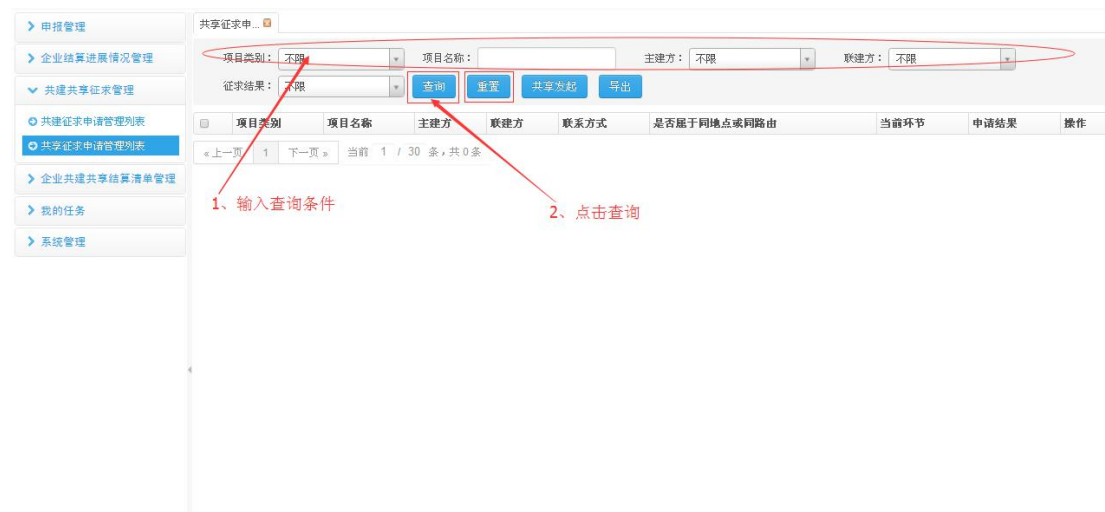 申报管理
企业结算进展情况管理
共建共享征求管理
共建征求申请管理列表
共享征求申请管理列表
企业共建共享结算清单管理
我的任务
系统管理
共享征求申...
项目类别： 不限 项目名称： 主建方： 不限 联建方： 不限
征求结果： 不限 查询 重置 共享发起 导出
项目类别 项目名称 主建方 联建方 联系方式 是否属于同地点或同路由 当前环节 申请结果 操作
«上一页 1 下一页» 当前 1 / 30 条，共0条
1、输入查询条件
2、点击查询